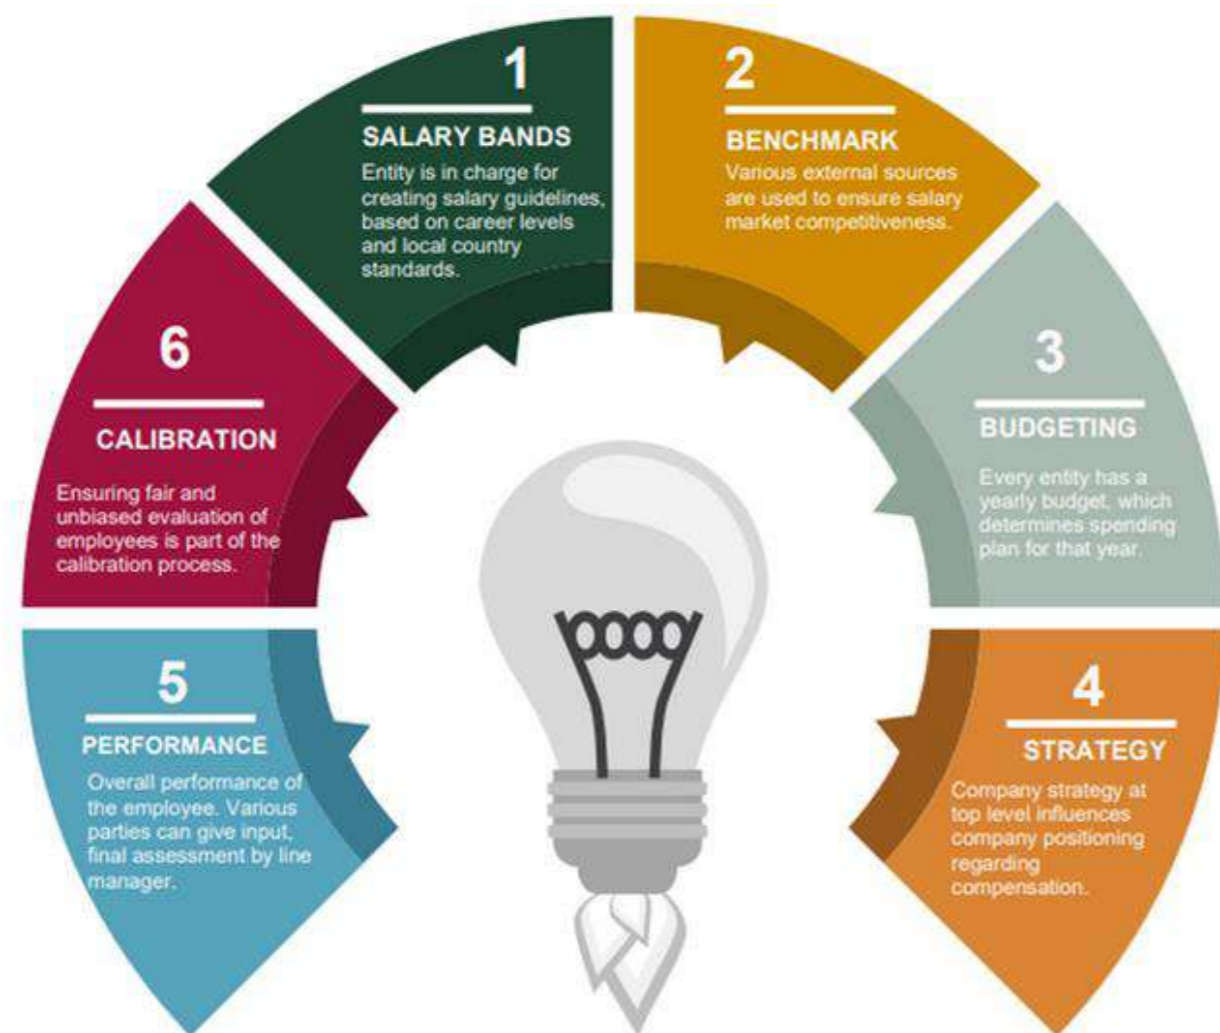 1
SALARY BANDS
Entity is in charge for
creating salary guidelines,
based on career levels
and local country
standards.
2
BENCHMARK
Various external sources
are used to ensure salary
market competitiveness.
3
BUDGETING
Every entity has a
yearly budget, which
determines spending
plan for that year.
4
STRATEGY
Company strategy at
top level influences
company positioning
regarding
compensation.
5
PERFORMANCE
Overall performance of
the employee. Various
parties can give input,
final assessment by line
manager.
6
CALIBRATION
Ensuring fair and
unbiased evaluation of
employees is part of the
calibration process.